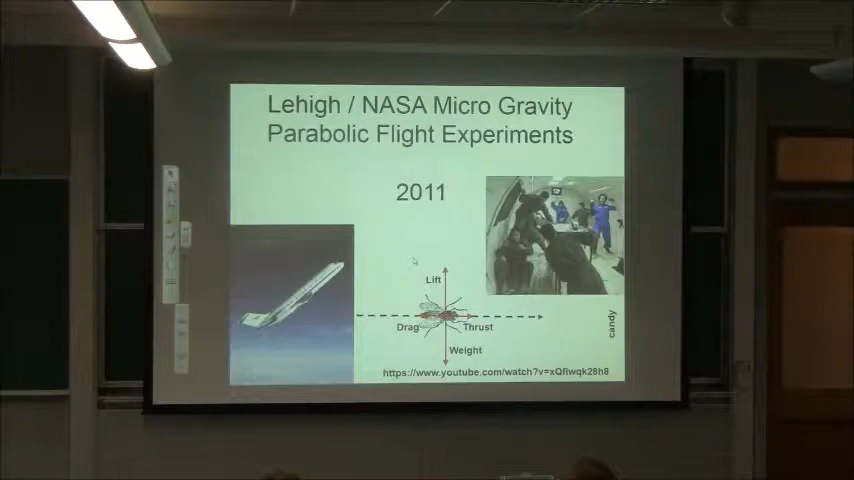 Lehigh / NASA Micro Gravity
Parabolic Flight Experiments
2011
Lift
Drag
Thrust
Weight
candy
https://www.youtube.com/watch?v=xQflwqk28h8